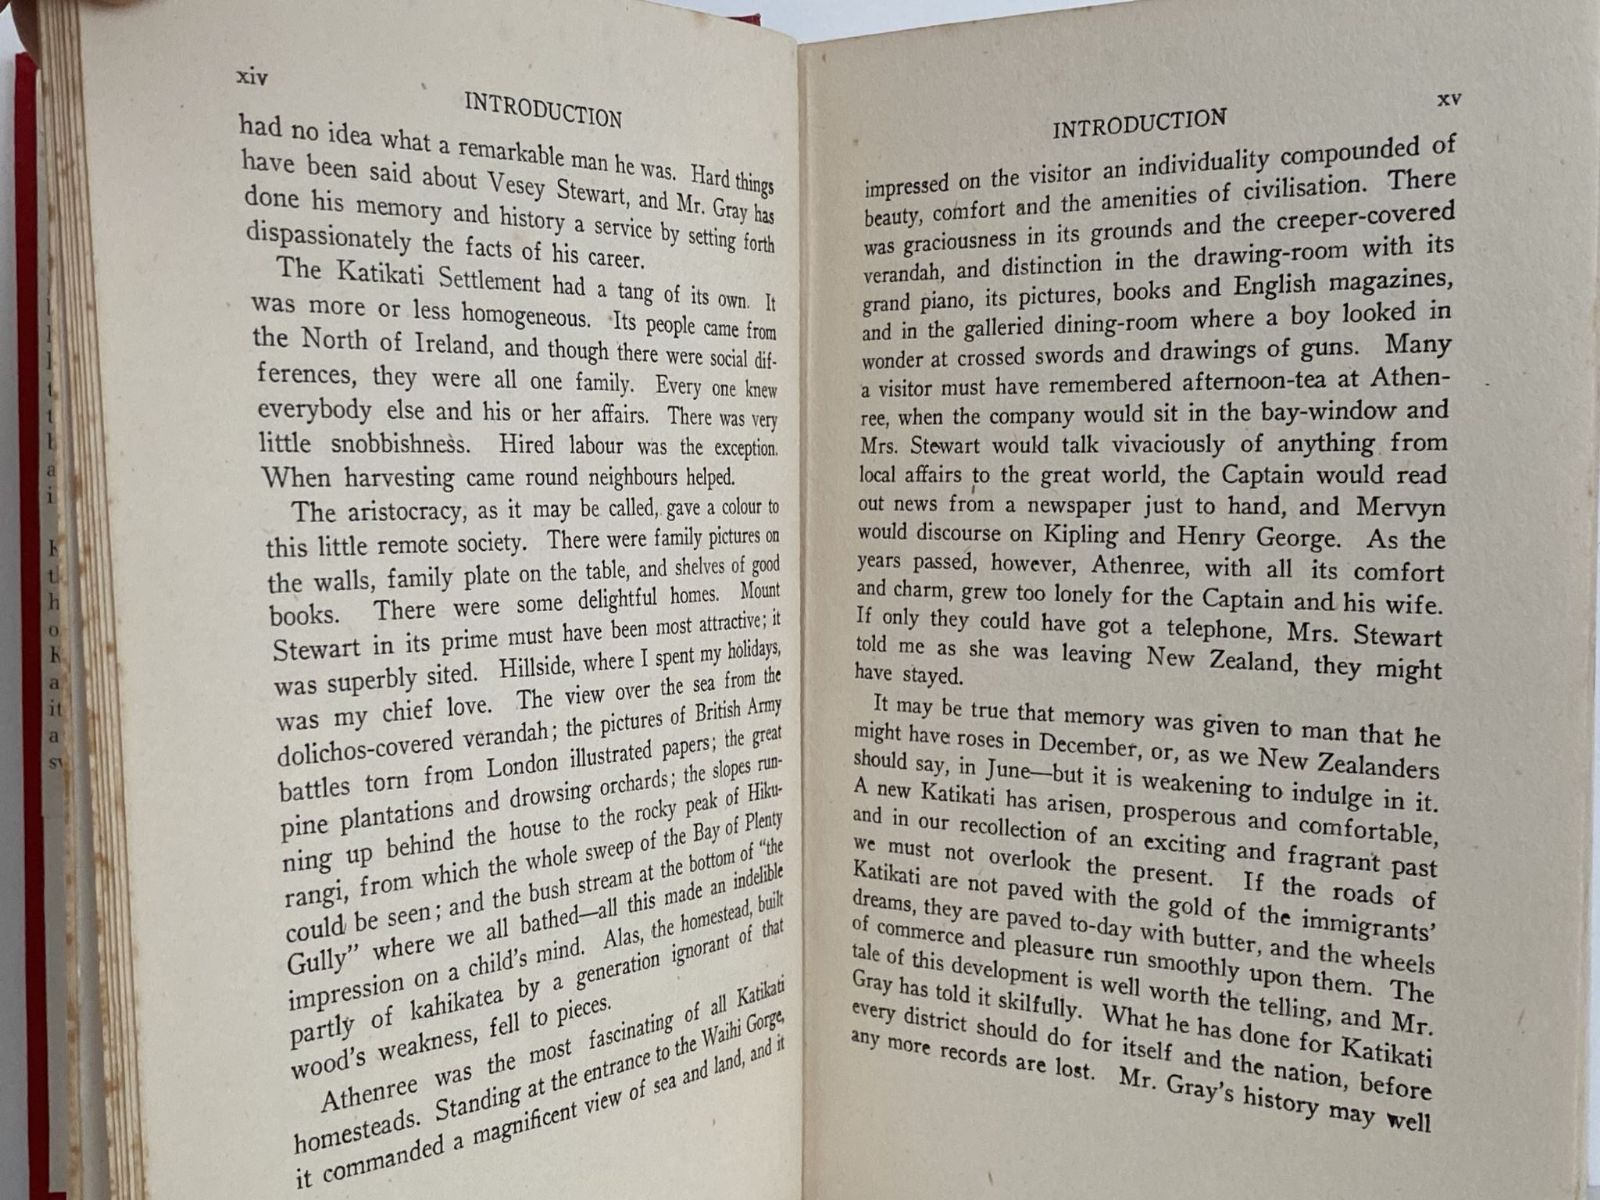 xiv
INTRODUCTION
had no idea what a remarkable man he was. Hard things
have been said about Vesey Stewart, and Mr. Gray has
done his memory and history a service by setting forth
dispassionately the facts of his career.
The Katikati Settlement had a tang of its own. It
was more or less homogeneous. Its people came from
the North of Ireland, and though there were social dif-
ferences, they were all one family. Every one knew
everybody else and his or her affairs. There was very
little snobbishness. Hired labour was the exception.
When harvesting came round neighbours helped.
The aristocracy, as it may be called, gave a colour to
this little remote society. There were family pictures on
the walls, family plate on the table, and shelves of good
books. There were some delightful homes. Mount
Stewart in its prime must have been most attractive; it
was superbly sited. Hillside, where I spent my holidays,
was my chief love. The view over the sea from the
dolichos-covered verandah; the pictures of British Army
battles torn from London illustrated papers; the great
pine plantations and drowsing orchards; the slopes run-
ning up behind the house to the rocky peak of Hiku-
rangi, from which the whole sweep of the Bay of Plenty
could be seen; and the bush stream at the bottom of "the
Gully" where we all bathed—all this made an indelible
impression on a child's mind. Alas, the homestead, built
partly of kahikatea by a generation ignorant of that
wood's weakness, fell to pieces.
Athenree was the most fascinating of all Katikati
homesteads. Standing at the entrance to the Waihi Gorge,
it commanded a magnificent view of sea and land, and it
xv
INTRODUCTION
impressed on the visitor an individuality compounded of
beauty, comfort and the amenities of civilisation. There
was graciousness in its grounds and the creeper-covered
verandah, and distinction in the drawing-room with its
grand piano, its pictures, books and English magazines,
and in the galleried dining-room where a boy looked in
wonder at crossed swords and drawings of guns. Many
a visitor must have remembered afternoon-tea at Athen-
ree, when the company would sit in the bay-window and
Mrs. Stewart would talk vivaciously of anything from
local affairs to the great world, the Captain would read
out news from a newspaper just to hand, and Mervyn
would discourse on Kipling and Henry George. As the
years passed, however, Athenree, with all its comfort
and charm, grew too lonely for the Captain and his wife.
If only they could have got a telephone, Mrs. Stewart
told me as she was leaving New Zealand, they might
have stayed.
It may be true that memory was given to man that he
might have roses in December, or, as we New Zealanders
should say, in June—but it is weakening to indulge in it.
A new Katikati has arisen, prosperous and comfortable,
and in our recollection of an exciting and fragrant past
we must not overlook the present. If the roads of
Katikati are not paved with the gold of the immigrants'
dreams, they are paved to-day with butter, and the wheels
of commerce and pleasure run smoothly upon them. The
tale of this development is well worth the telling, and Mr.
Gray has told it skilfully. What he has done for Katikati
every district should do for itself and the nation, before
any more records are lost. Mr. Gray's history may well